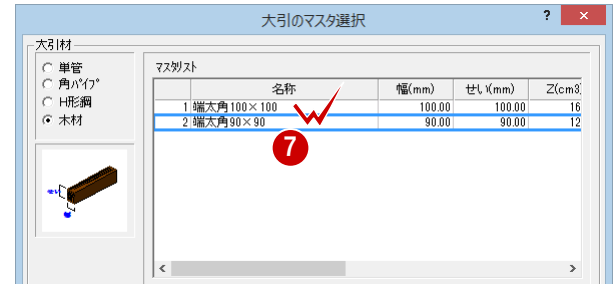 大引のマスタ選択
? ×
大引材
単管
角パイプ
H形鋼
木材
せい
幅
マスタリスト
名称 幅(mm) せい(mm) Z(cm3)
1 端太角100×100 100.00 100.00 16
2 端太角90×90 90.00 90.00 12
7